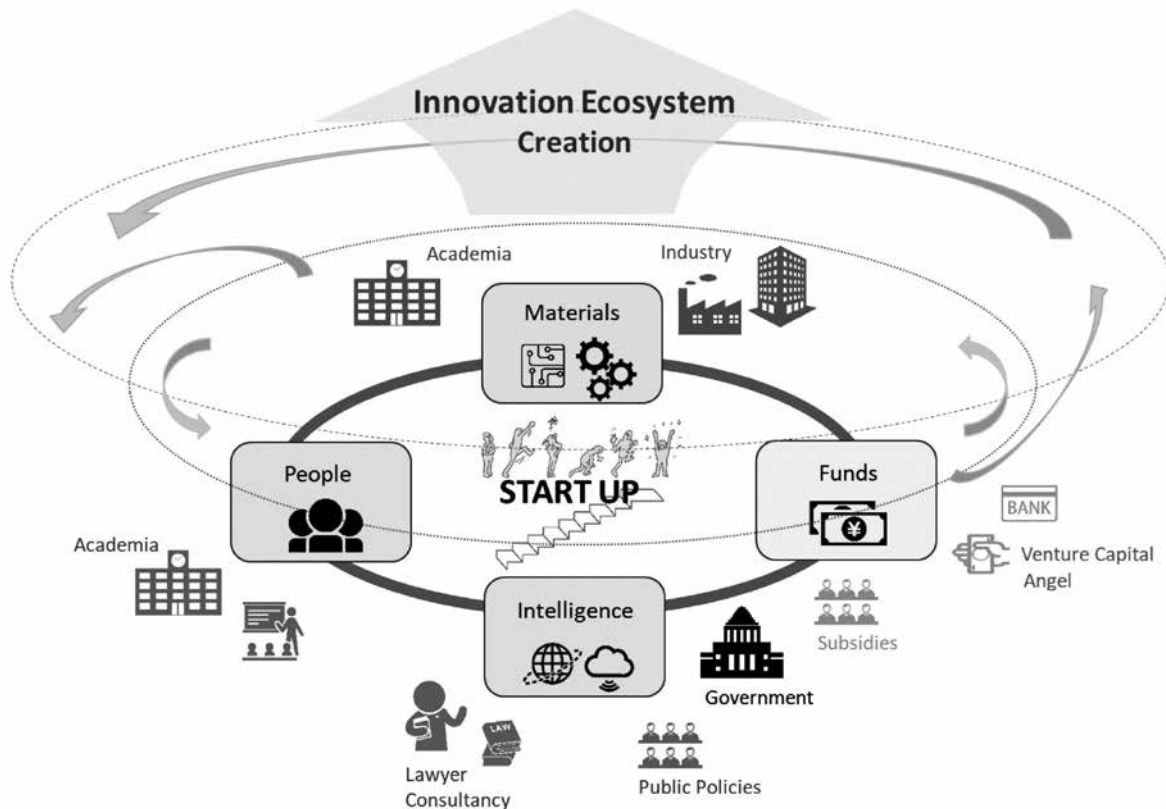 Innovation Ecosystem
Creation
Academia
Industry
Materials
People
START UP
Funds
¥
BANK
Academia
Venture Capital
Angel
Intelligence
Subsidies
Government
LAW
Lawyer
Consultancy
Public Policies